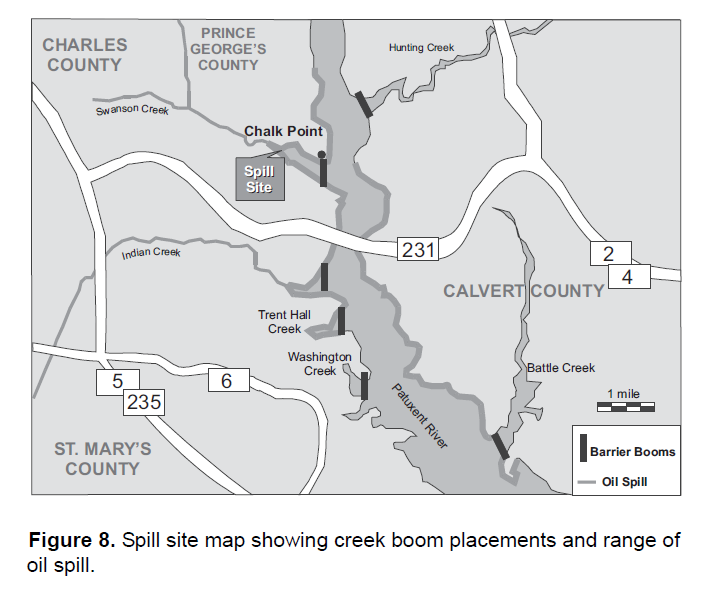 CHARLES
COUNTY
PRINCE
GEORGE'S
COUNTY
Hunting Creek
Swanson Creek
Chalk Point
Spill
Site
231
2
4
Indian Creek
CALVERT COUNTY
Trent Hall
Creek
Washington
Creek
Battle Creek
5
235
6
Patuxent River
1 mile
ST. MARY'S
COUNTY
Barrier Booms
Oil Spill
Figure 8. Spill site map showing creek boom placements and range of
oil spill.